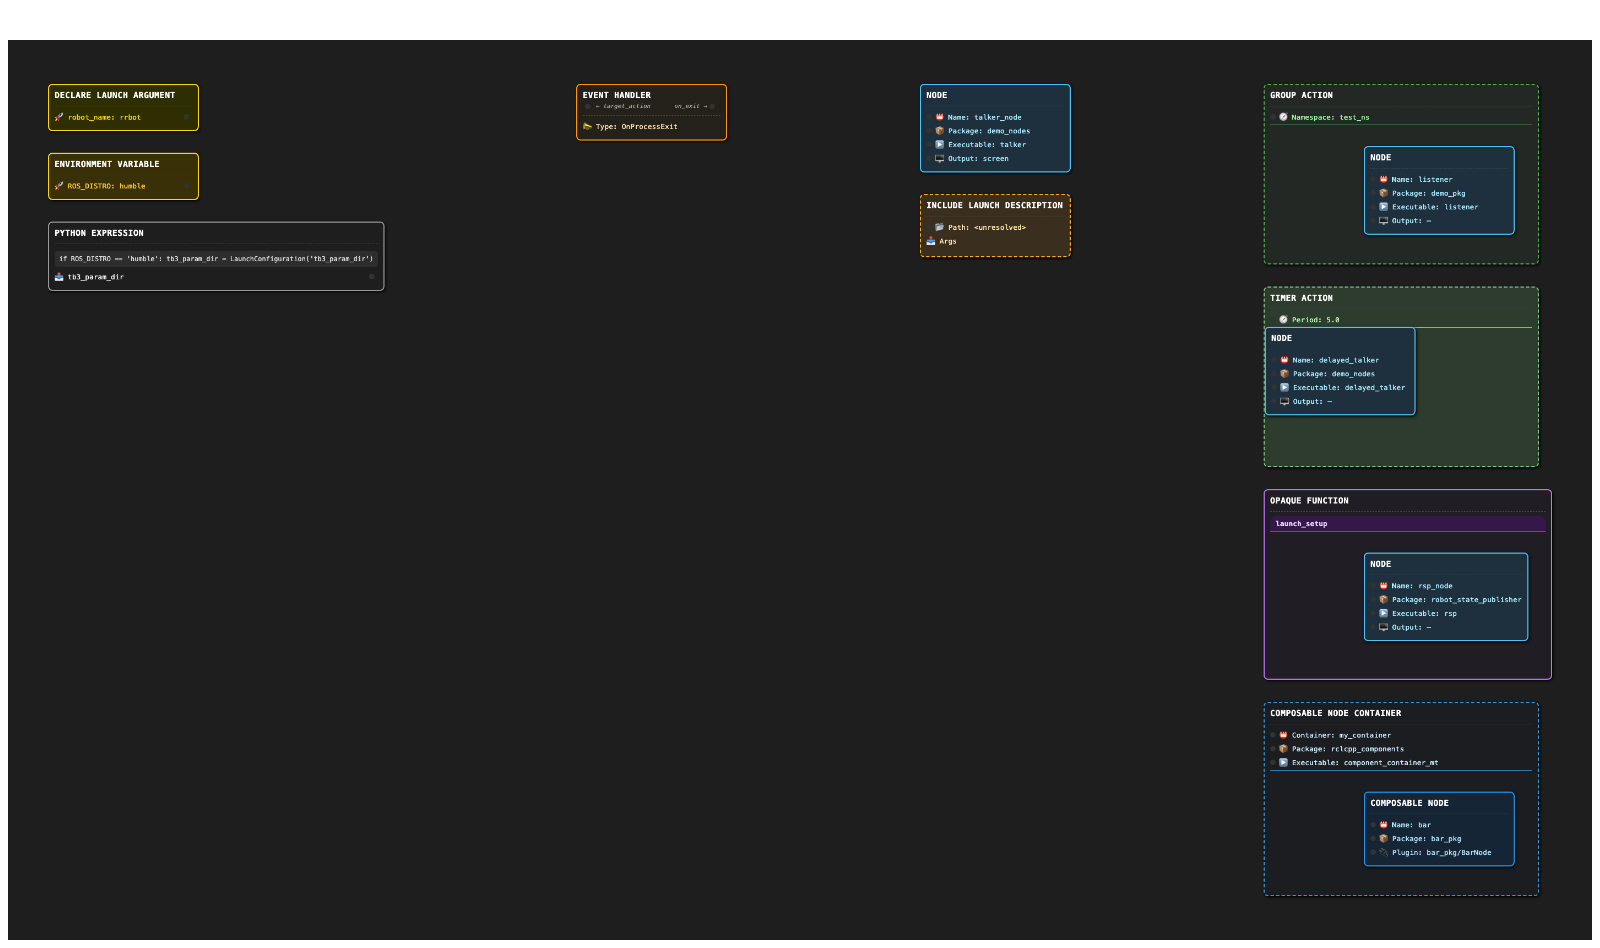 DECLARE LAUNCH ARGUMENT
robot_name: rrbot
ENVIRONMENT VARIABLE
ROS_DISTRO: humble
PYTHON EXPRESSION
if ROS_DISTRO == 'humble': tb3_param_dir = LaunchConfiguration('tb3_param_dir')
tb3_param_dir
EVENT HANDLER
← target_action on_exit →
Type: OnProcessExit
NODE
Name: talker_node
Package: demo_nodes
Executable: talker
Output: screen
INCLUDE LAUNCH DESCRIPTION
Path: <unresolved>
Args
GROUP ACTION
Namespace: test_ns
NODE
Name: listener
Package: demo_pkg
Executable: listener
Output: —
TIMER ACTION
Period: 5.0
NODE
Name: delayed_talker
Package: demo_nodes
Executable: delayed_talker
Output: —
OPAQUE FUNCTION
launch_setup
NODE
Name: rsp_node
Package: robot_state_publisher
Executable: rsp
Output: —
COMPOSABLE NODE CONTAINER
Container: my_container
Package: rclcpp_components
Executable: component_container_mt
COMPOSABLE NODE
Name: bar
Package: bar_pkg
Plugin: bar_pkg/BarNode